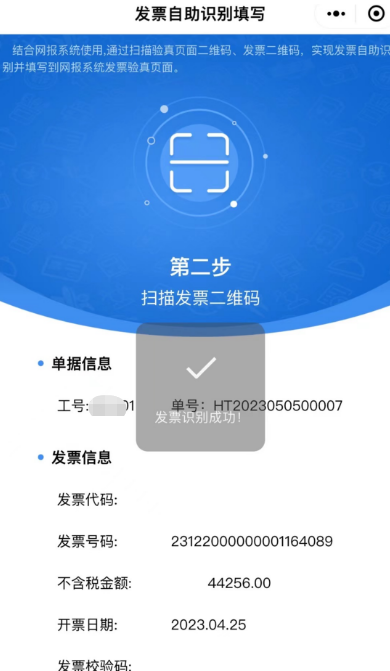 发票自助识别填写
结合网报系统使用,通过扫描验真页面二维码、发票二维码，实现发票自助识
别并填写到网报系统发票验真页面。
第二步
扫描发票二维码
单据信息
工号: 01 单号：HT2023050500007
发票识别成功!
发票信息
发票代码:
发票号码: 23122000000001164089
不含税金额: 44256.00
开票日期: 2023.04.25
发票校验码: